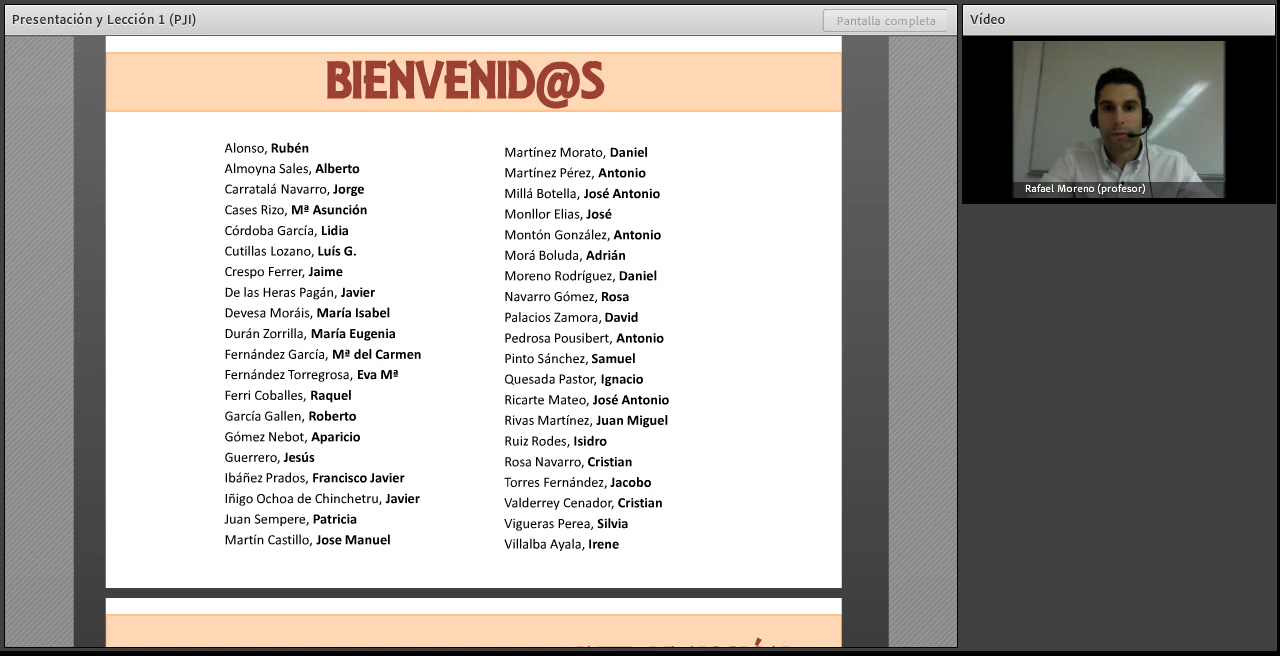 Presentación y Lección 1 (PJI)
Pantalla completa
Vídeo
BIENVENID@S
Alonso, Rubén
Almoyna Sales, Alberto
Carratalá Navarro, Jorge
Cases Rizo, Mª Asunción
Córdoba García, Lidia
Cutillas Lozano, Luís G.
Crespo Ferrer, Jaime
De las Heras Pagán, Javier
Devesa Moráis, María Isabel
Durán Zorrilla, María Eugenia
Fernández García, Mª del Carmen
Fernández Torregrosa, Eva Mª
Ferri Coballes, Raquel
García Gallen, Roberto
Gómez Nebot, Aparicio
Guerrero, Jesús
Ibáñez Prados, Francisco Javier
Iñigo Ochoa de Chinchetru, Javier
Juan Sempere, Patricia
Martín Castillo, Jose Manuel
Martínez Morato, Daniel
Martínez Pérez, Antonio
Millá Botella, José Antonio
Monllor Elias, José
Montón González, Antonio
Morá Boluda, Adrián
Moreno Rodríguez, Daniel
Navarro Gómez, Rosa
Palacios Zamora, David
Pedrosa Pousibert, Antonio
Pinto Sánchez, Samuel
Quesada Pastor, Ignacio
Ricarte Mateo, José Antonio
Rivas Martínez, Juan Miguel
Ruiz Rodes, Isidro
Rosa Navarro, Cristian
Torres Fernández, Jacobo
Valderrey Cenador, Cristian
Vigueras Perea, Silvia
Villalba Ayala, Irene
Rafael Moreno (profesor)